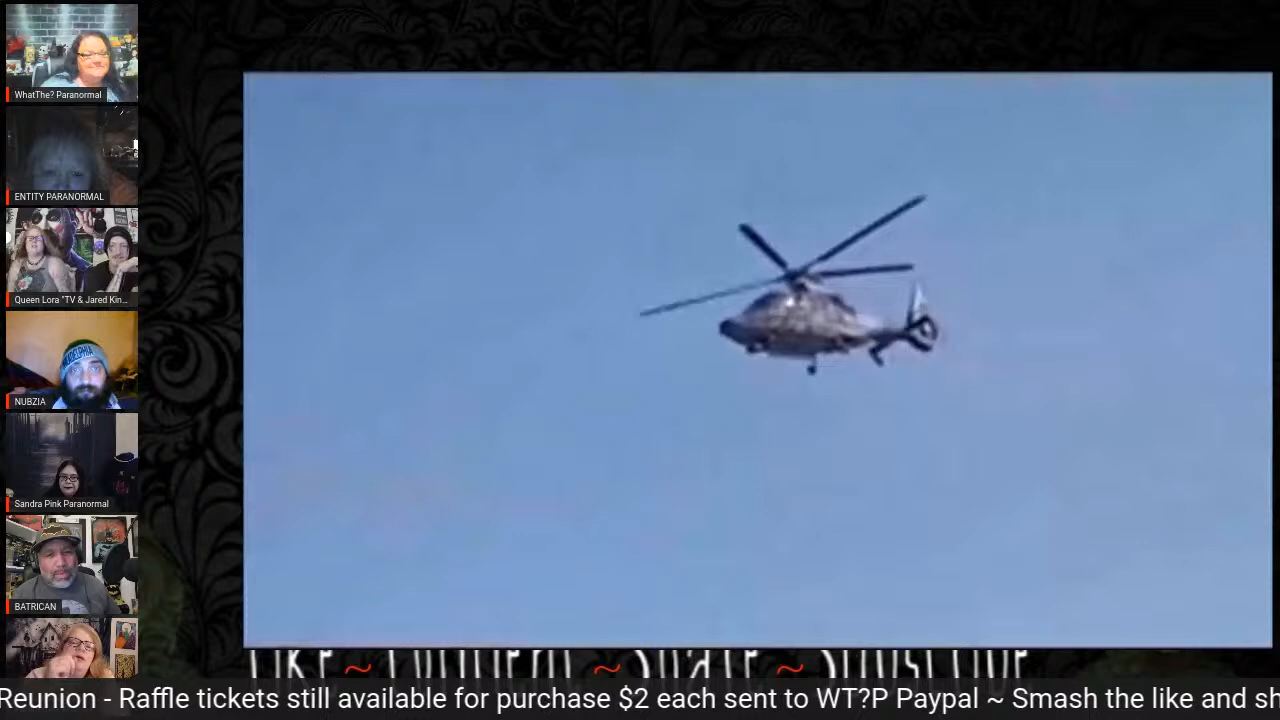 WhatThe? Paranormal
ENTITY PARANORMAL
Queen Lora "TV & Jared Kin...
NUBZIA
Sandra Pink Paranormal
BATRICAN
~ ~ ~
Reunion - Raffle tickets still available for purchase $2 each sent to WT?P Paypal ~ Smash the like and sh